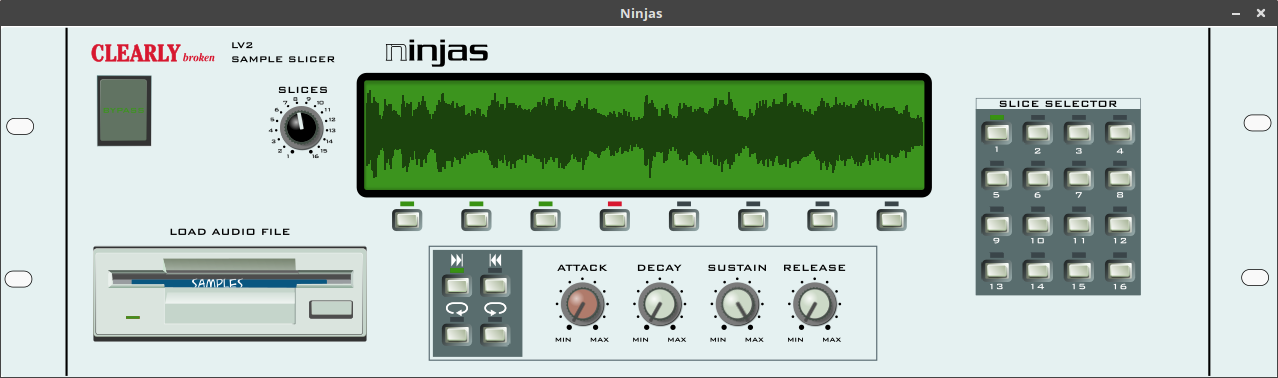 Ninjas
CLEARLY broken
LV2
SAMPLE SLICER
ninjas
SLICES
1 2 3 4 5 6 7 8 9 10 11 12 13 14 15 16
SLICE SELECTOR
1 2 3 4
5 6 7 8
9 10 11 12
13 14 15 16
LOAD AUDIO FILE
SAMPLES
ATTACK DECAY SUSTAIN RELEASE
MIN MAX MIN MAX MIN MAX MIN MAX